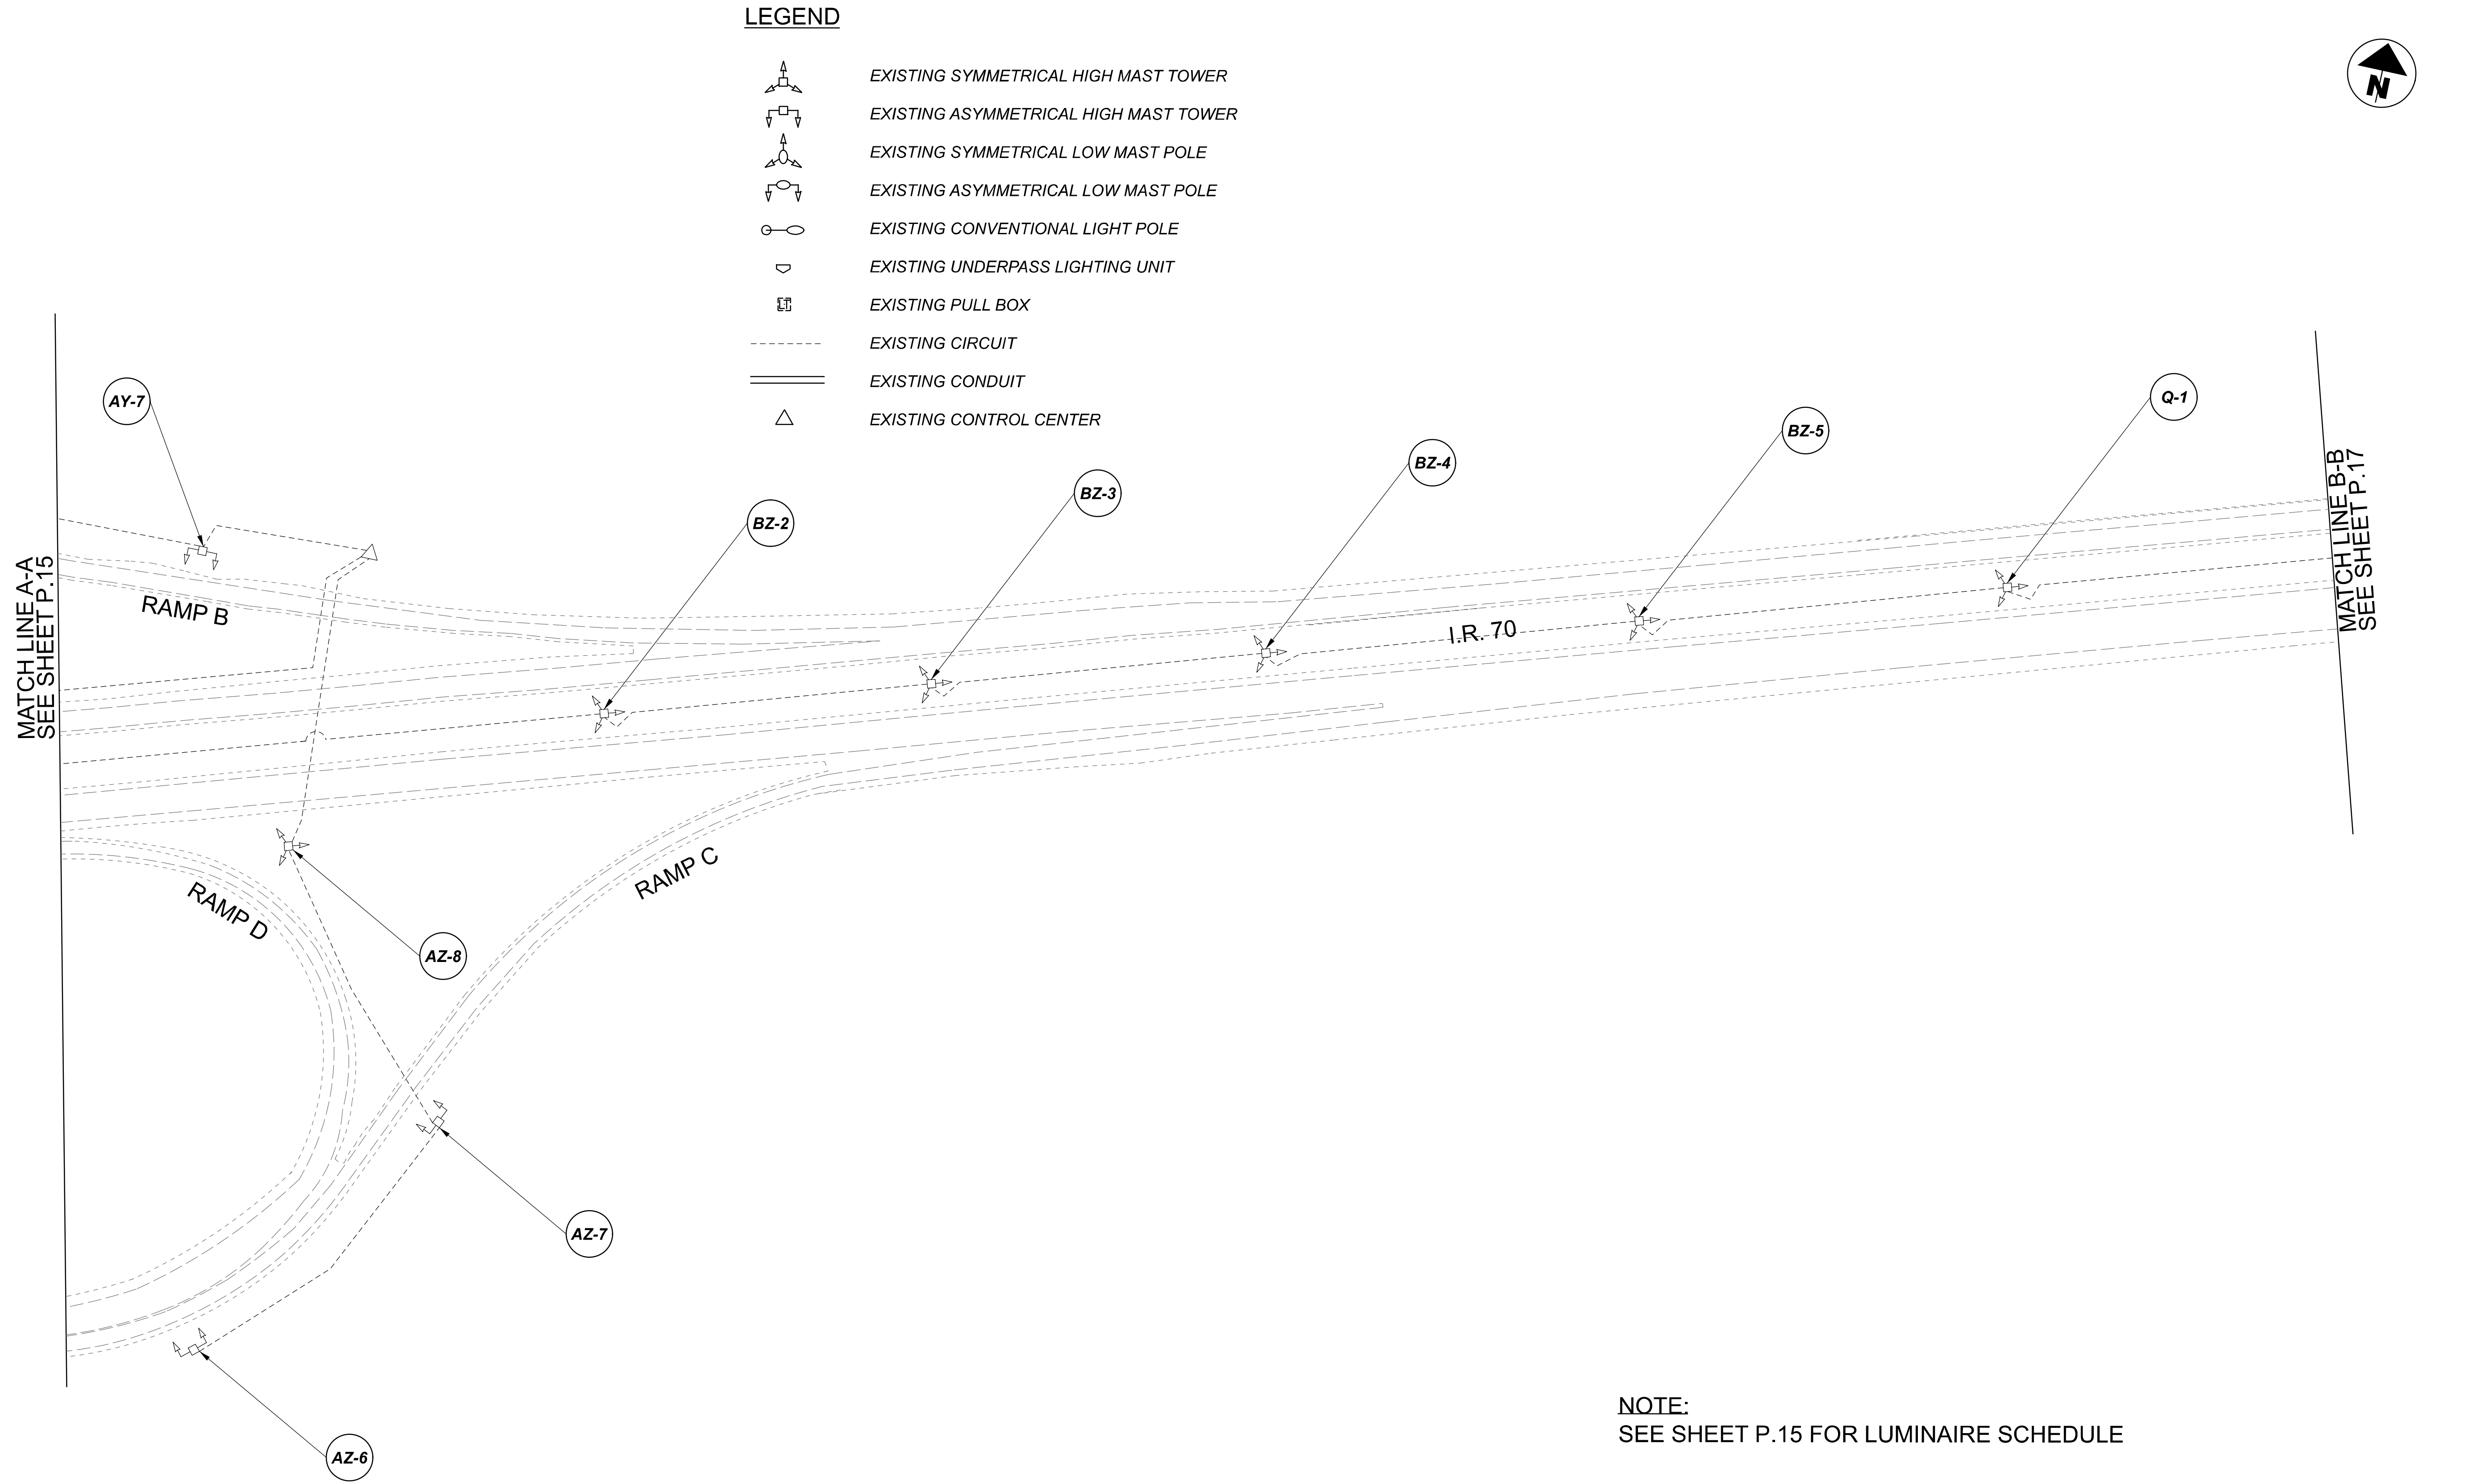 LEGEND
EXISTING SYMMETRICAL HIGH MAST TOWER
EXISTING ASYMMETRICAL HIGH MAST TOWER
EXISTING SYMMETRICAL LOW MAST POLE
EXISTING ASYMMETRICAL LOW MAST POLE
EXISTING CONVENTIONAL LIGHT POLE
EXISTING UNDERPASS LIGHTING UNIT
LT
EXISTING PULL BOX
EXISTING CIRCUIT
EXISTING CONDUIT
EXISTING CONTROL CENTER
N
MATCH LINE A-A
SEE SHEET P.15
AY-7
RAMP B
BZ-2
BZ-3
BZ-4
BZ-5
Q-1
I.R. 70
MATCH LINE B-B
SEE SHEET P.17
RAMP D
RAMP C
AZ-8
AZ-7
AZ-6
NOTE:
SEE SHEET P.15 FOR LUMINAIRE SCHEDULE